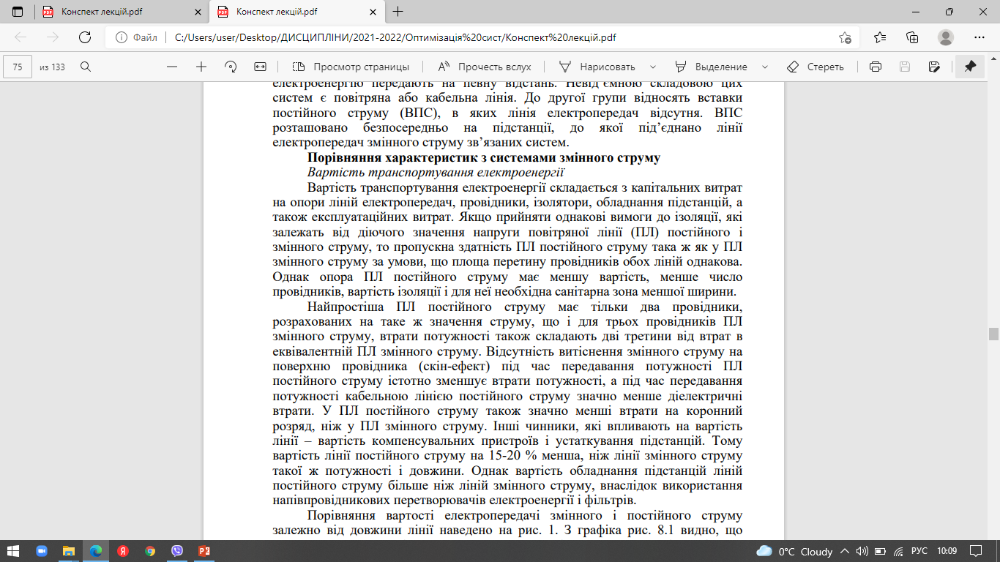 Конспект лекцій.pdf
Конспект лекцій.pdf
Файл
C:/Users/user/Desktop/ДИСЦИПЛІНИ/2021-2022/Оптимізація%20сист/Конспект%20лекцій.pdf
75 из 133
Просмотр страницы
Прочесть вслух
Нарисовать
Выделение
Стереть
електроенергію передають на певну відстань. Невід'ємною складовою цих
систем є повітряна або кабельна лінія. До другої групи відносять вставки
постійного струму (ВПС), в яких лінія електропередач відсутня. ВПС
розташовано безпосередньо на підстанції, до якої під’єднано лінії
електропередач змінного струму зв’язаних систем.
Порівняння характеристик з системами змінного струму
Вартість транспортування електроенергії
Вартість транспортування електроенергії складається з капітальних витрат
на опори ліній електропередач, провідники, ізолятори, обладнання підстанцій, а
також експлуатаційних витрат. Якщо прийняти однакові вимоги до ізоляції, які
залежать від діючого значення напруги повітряної лінії (ПЛ) постійного і
змінного струму, то пропускна здатність ПЛ постійного струму така ж як у ПЛ
змінного струму за умови, що площа перетину провідників обох ліній однакова.
Однак опора ПЛ постійного струму має меншу вартість, менше число
провідників, вартість ізоляції і для неї необхідна санітарна зона меншої ширини.
Найпростіша ПЛ постійного струму має тільки два провідники,
розрахованих на таке ж значення струму, що і для трьох провідників ПЛ
змінного струму, втрати потужності також складають дві третини від втрат в
еквівалентній ПЛ змінного струму. Відсутність витіснення змінного струму на
поверхню провідника (скін-ефект) під час передавання потужності ПЛ
постійного струму істотно зменшує втрати потужності, а під час передавання
потужності кабельною лінією постійного струму значно менше діелектричні
втрати. У ПЛ постійного струму також значно менші втрати на коронний
розряд, ніж у ПЛ змінного струму. Інші чинники, які впливають на вартість
лінії – вартість компенсувальних пристроїв і устаткування підстанцій. Тому
вартість лінії постійного струму на 15-20 % менша, ніж лінії змінного струму
такої ж потужності і довжини. Однак вартість обладнання підстанцій ліній
постійного струму більше ніж ліній змінного струму, внаслідок використання
напівпровідникових перетворювачів електроенергії і фільтрів.
Порівняння вартості електропередачі змінного і постійного струму
залежно від довжини лінії наведено на рис. 1. З графіка рис. 8.1 видно, що
0°C Cloudy
РУС
10:09